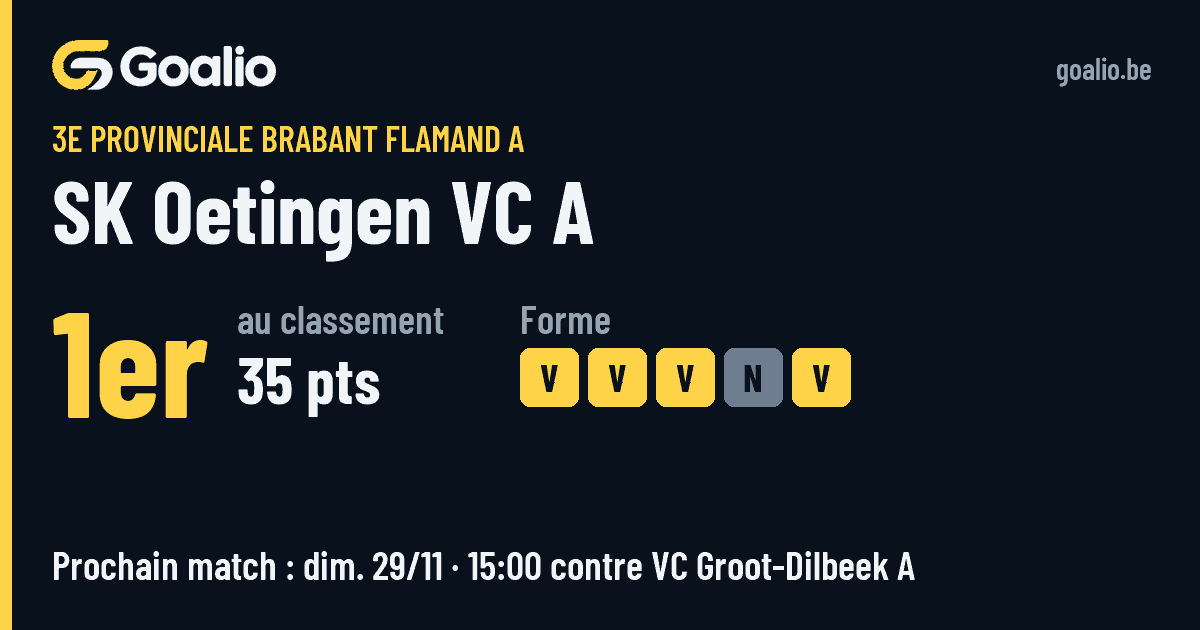 Goalio
goalio.be
3E PROVINCIALE BRABANT FLAMAND A
SK Oetingen VC A
1er
au classement
35 pts
Forme
V V V N V
Prochain match : dim. 29/11 · 15:00 contre VC Groot-Dilbeek A